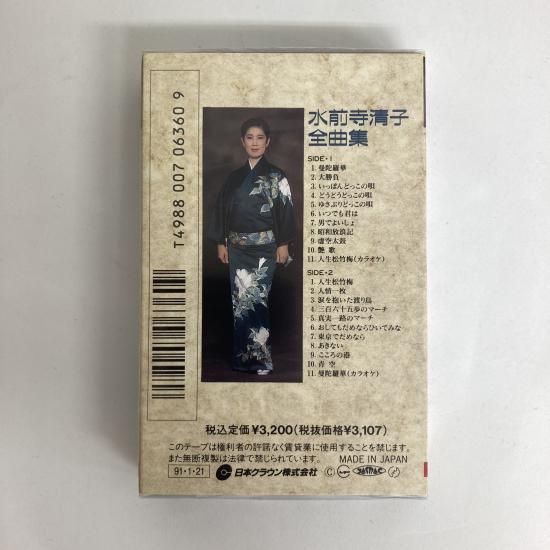 T4988 007 06360 9
水前寺清子
全曲集
SIDE・1
1. 曼陀羅華
2. 大勝負
3. いっぽんどっこの唄
4. どうどうどっこの唄
5. ゆさぶりどっこの唄
6. いつでも君は
7. 男でよいしょ
8. 昭和放浪記
9. 虚空太鼓
10. 艶歌
11. 人生松竹梅(カラオケ)
SIDE・2
1. 人生松竹梅
2. 人情一枚
3. 涙を抱いた渡り鳥
4. 三百六十五歩のマーチ
5. 真実一路のマーチ
6. おしてもだめならひいてみな
7. 東京でだめなら
8. あきない
9. こころの港
10. 青空
11. 曼陀羅華(カラオケ)
税込定価¥3,200(税抜価格¥3,107)
このテープは権利者の許諾なく賃貸業に使用することを禁じます。
また無断複製は法律で禁じられています。 MADE IN JAPAN
91・1・21 日本クラウン株式会社 Ⓒ JASRAC